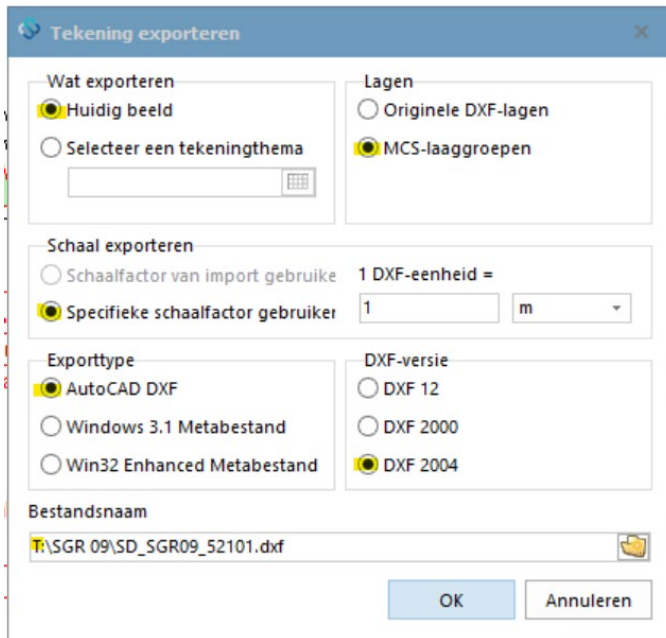 Tekening exporteren
Wat exporteren
Huidig beeld
Selecteer een tekeningthema
Lagen
Originele DXF-lagen
MCS-laaggroepen
Schaal exporteren
Schaalfactor van import gebruike
Specifieke schaalfactor gebruiker
1 DXF-eenheid =
1 m
Exporttype
AutoCAD DXF
Windows 3.1 Metabestand
Win32 Enhanced Metabestand
DXF-versie
DXF 12
DXF 2000
DXF 2004
Bestandsnaam
T:\SGR 09\SD_SGR09_52101.dxf
OK Annuleren